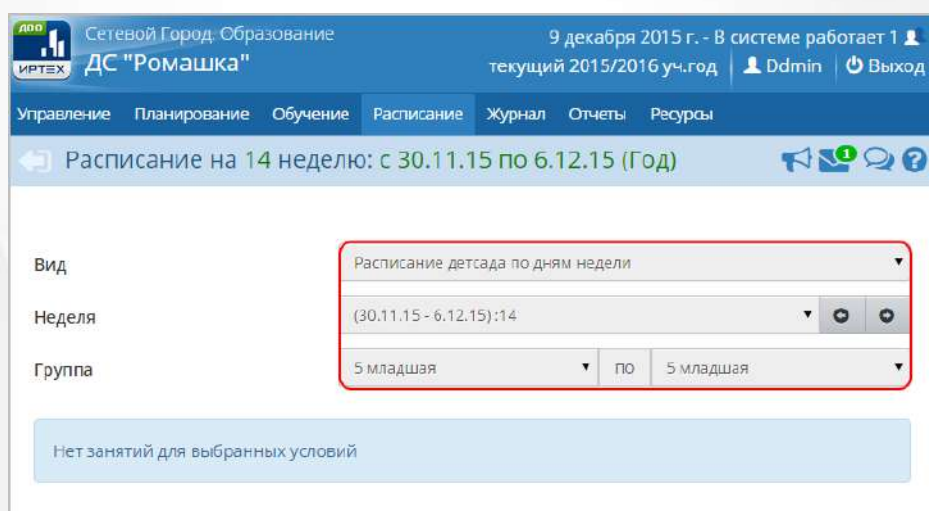 ДПО
ИРТЕХ
Сетевой Город. Образование
ДС "Ромашка"
9 декабря 2015 г. - В системе работает 1
текущий 2015/2016 уч.год Ddmin Выход
Управление Планирование Обучение Расписание Журнал Отчеты Ресурсы
Расписание на 14 неделю: с 30.11.15 по 6.12.15 (Год) 1 ?
Вид Расписание детсада по дням недели
Неделя (30.11.15 - 6.12.15) :14
Группа 5 младшая по 5 младшая
Нет занятий для выбранных условий